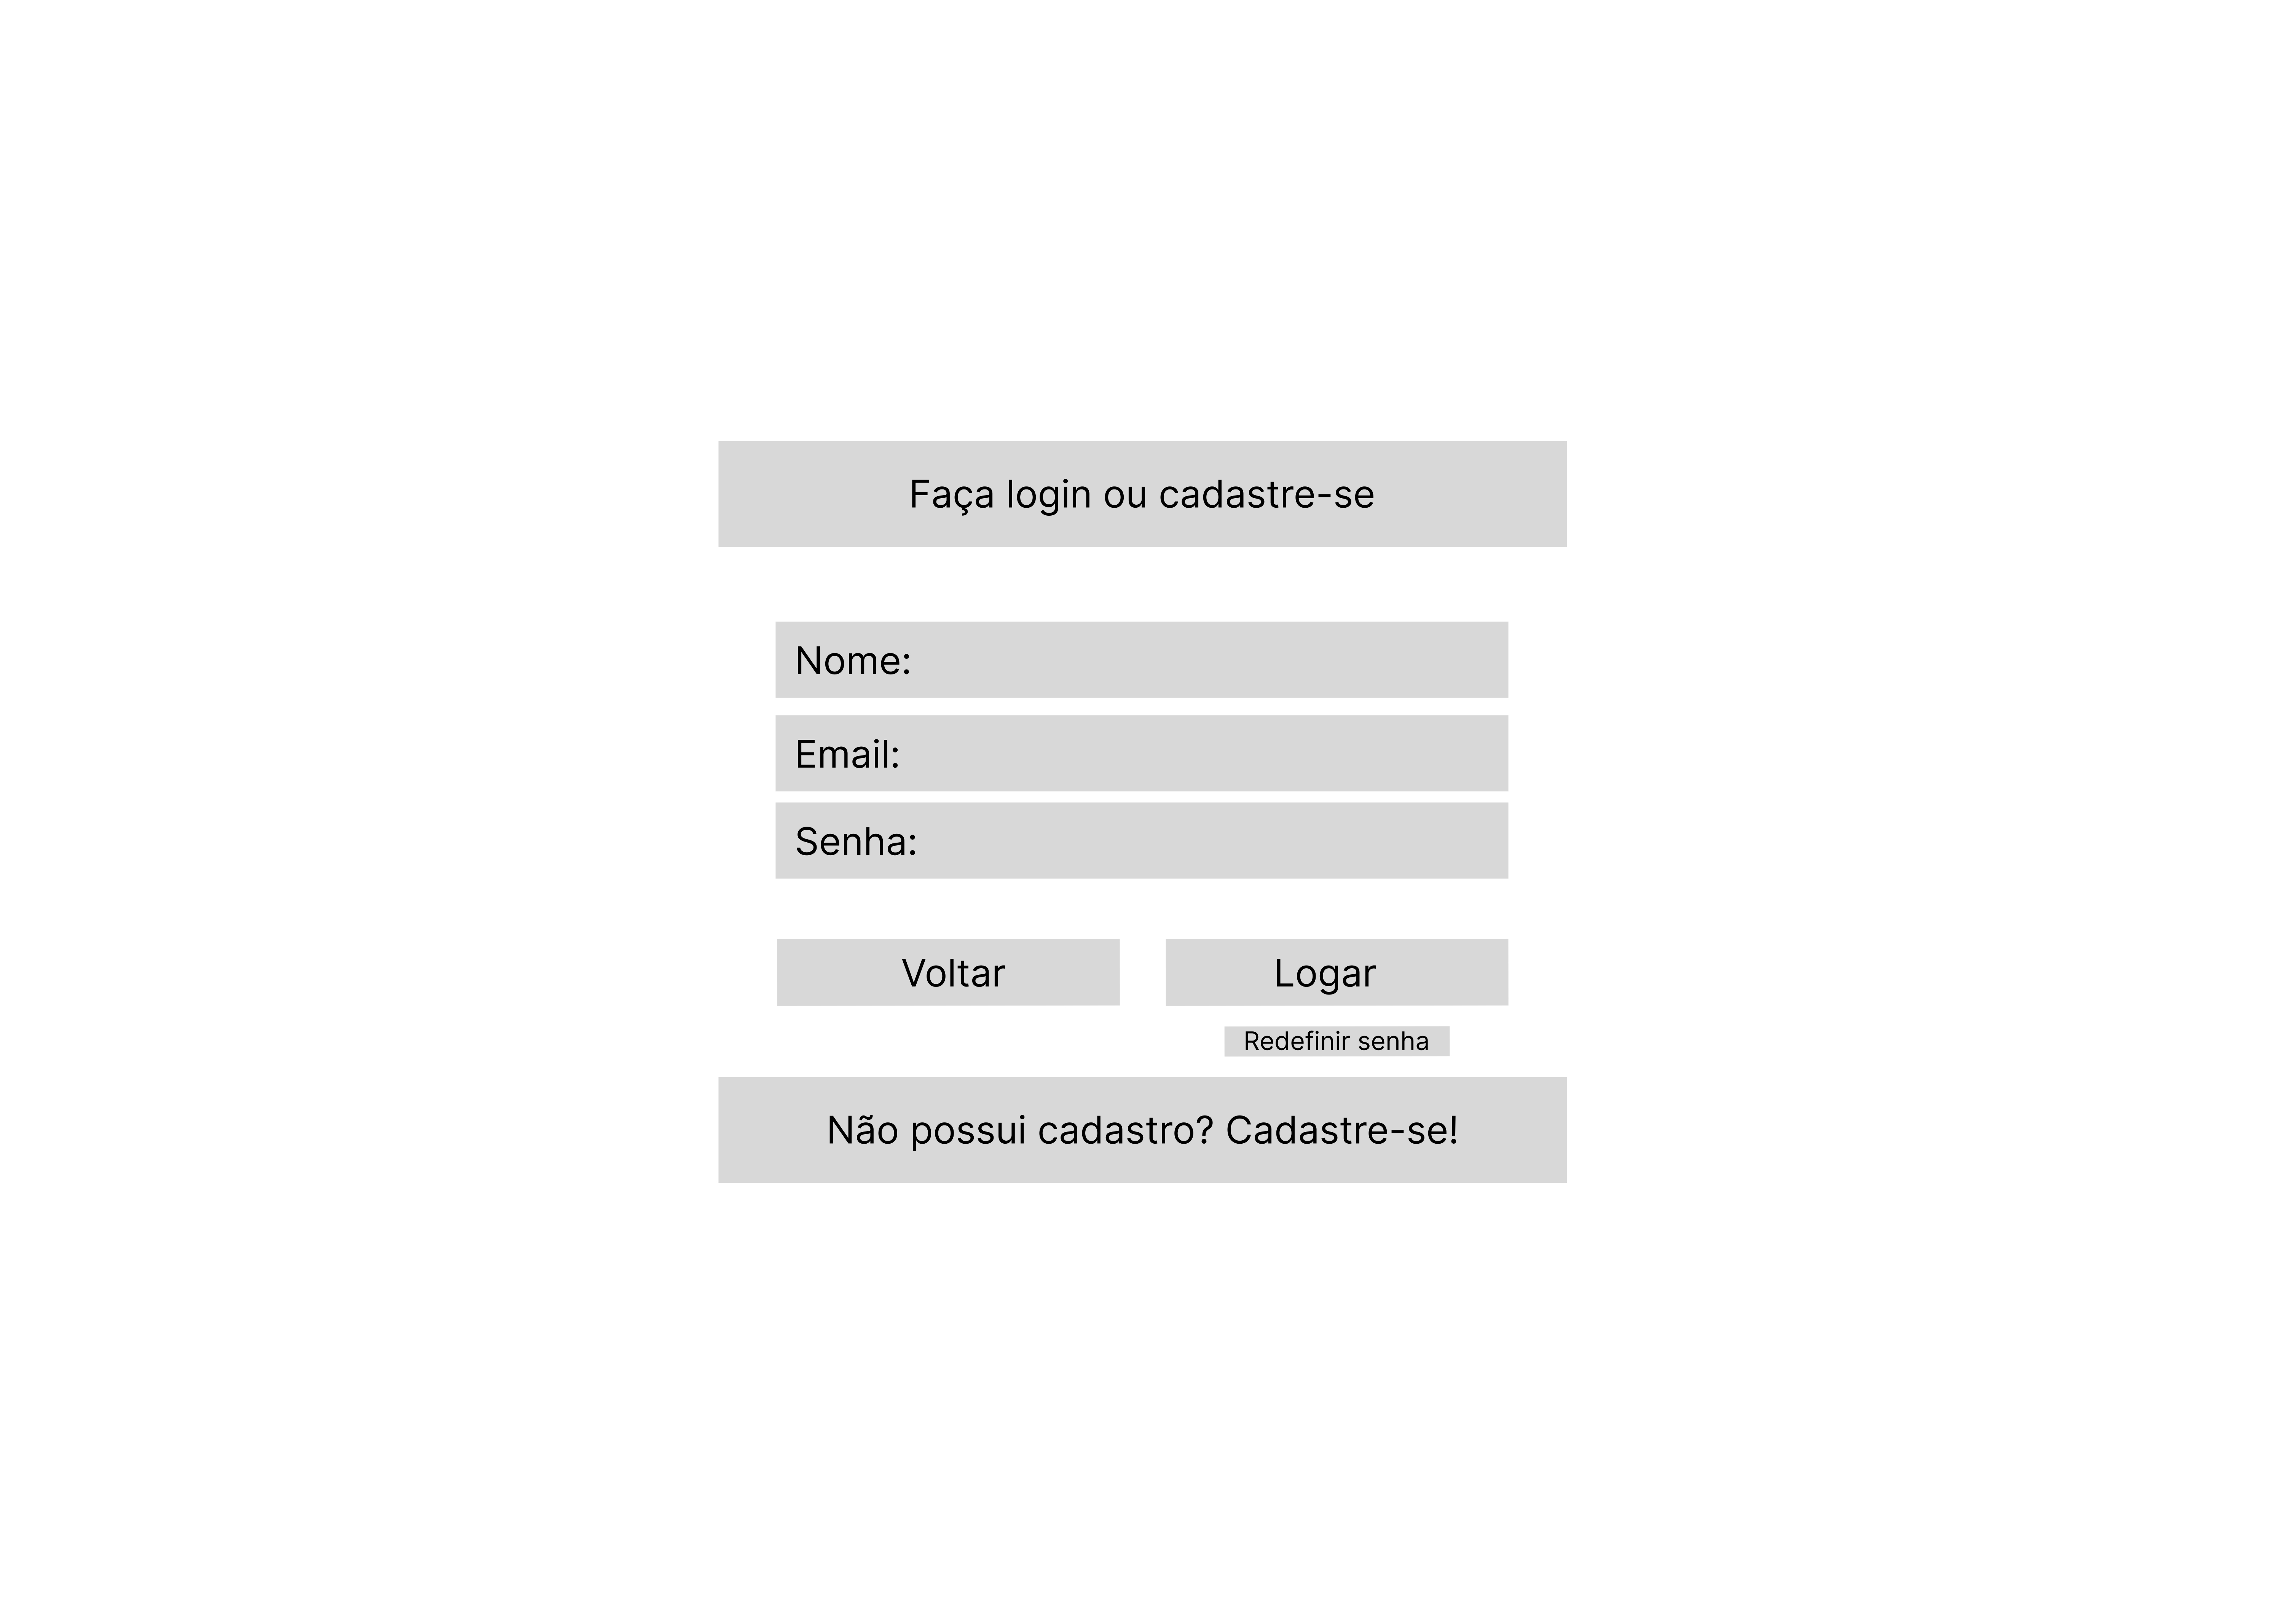 Faça login ou cadastre-se
Nome:
Email:
Senha:
Voltar
Logar
Redefinir senha
Não possui cadastro? Cadastre-se!